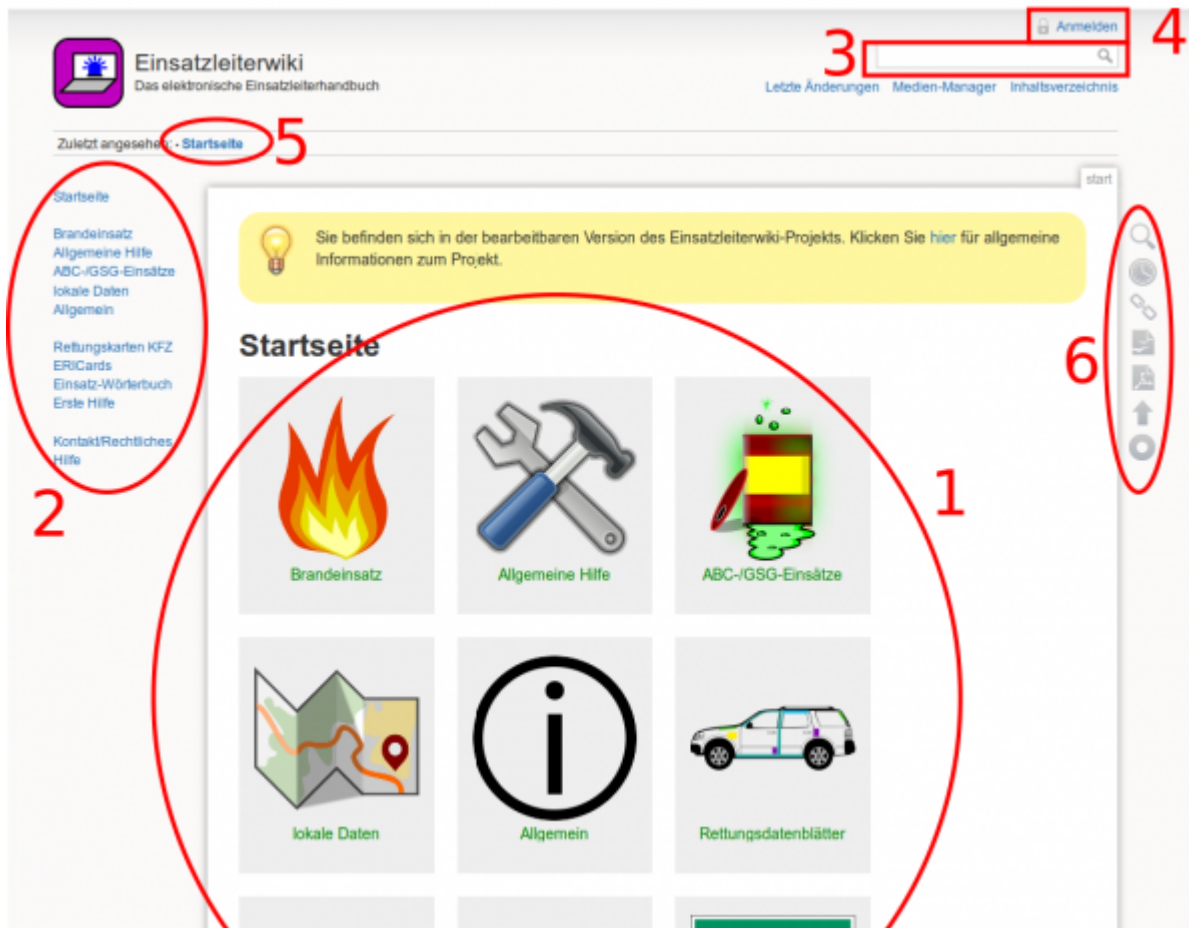 Anmelden
4
3
Einsatzleiterwiki
Das elektronische Einsatzleiterhandbuch
Letzte Änderungen Medien-Manager Inhaltsverzeichnis
Zuletzt angesehen: • Startseite
5
start
Startseite
Brandeinsatz
Allgemeine Hilfe
ABC-/GSG-Einsätze
lokale Daten
Allgemein
Rettungskarten KFZ
ERICards
Einsatz-Wörterbuch
Erste Hilfe
Kontakt/Rechtliches
Hilfe
2
Sie befinden sich in der bearbeitbaren Version des Einsatzleiterwiki-Projekts. Klicken Sie hier für allgemeine
Informationen zum Projekt.
Startseite
6
1
Brandeinsatz
Allgemeine Hilfe
ABC-/GSG-Einsätze
lokale Daten
Allgemein
Rettungsdatenblätter